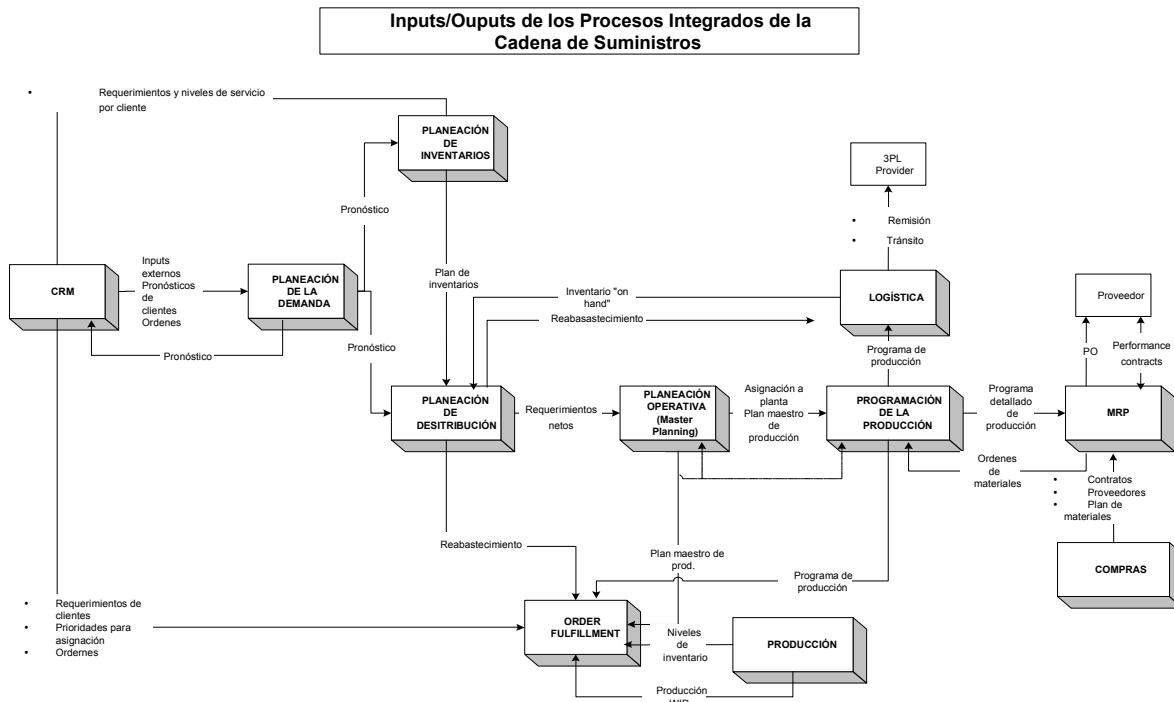 Inputs/Ouputs de los Procesos Integrados de la
Cadena de Suministros
• Requerimientos y niveles de servicio
por cliente
PLANEACIÓN
DE
INVENTARIOS
3PL
Provider
Pronóstico
• Remisión
• Tránsito
CRM
Inputs
externos
Pronósticos
de
clientes
Ordenes
PLANEACIÓN
DE LA
DEMANDA
Plan de
inventarios
Inventario "on
hand"
Reabasastecimiento
LOGÍSTICA
Proveedor
Pronóstico
Pronóstico
Programa de
producción
PO
Performance
contracts
PLANEACIÓN
DE
DESITRIBUCIÓN
Requerimientos
netos
PLANEACIÓN
OPERATIVA
(Master
Planning)
Asignación a
planta
Plan maestro
de
producción
PROGRAMACIÓN
DE LA
PRODUCCIÓN
Programa
detallado
de
producción
MRP
Ordenes
de
materiales
• Contratos
• Proveedores
• Plan de
materiales
Reabastecimiento
Plan maestro de
prod.
Programa de
producción
COMPRAS
• Requerimientos de
clientes
• Prioridades para
asignación
• Ordernes
ORDER
FULFILLMENT
Niveles
de
inventario
PRODUCCIÓN
Producción
WIP